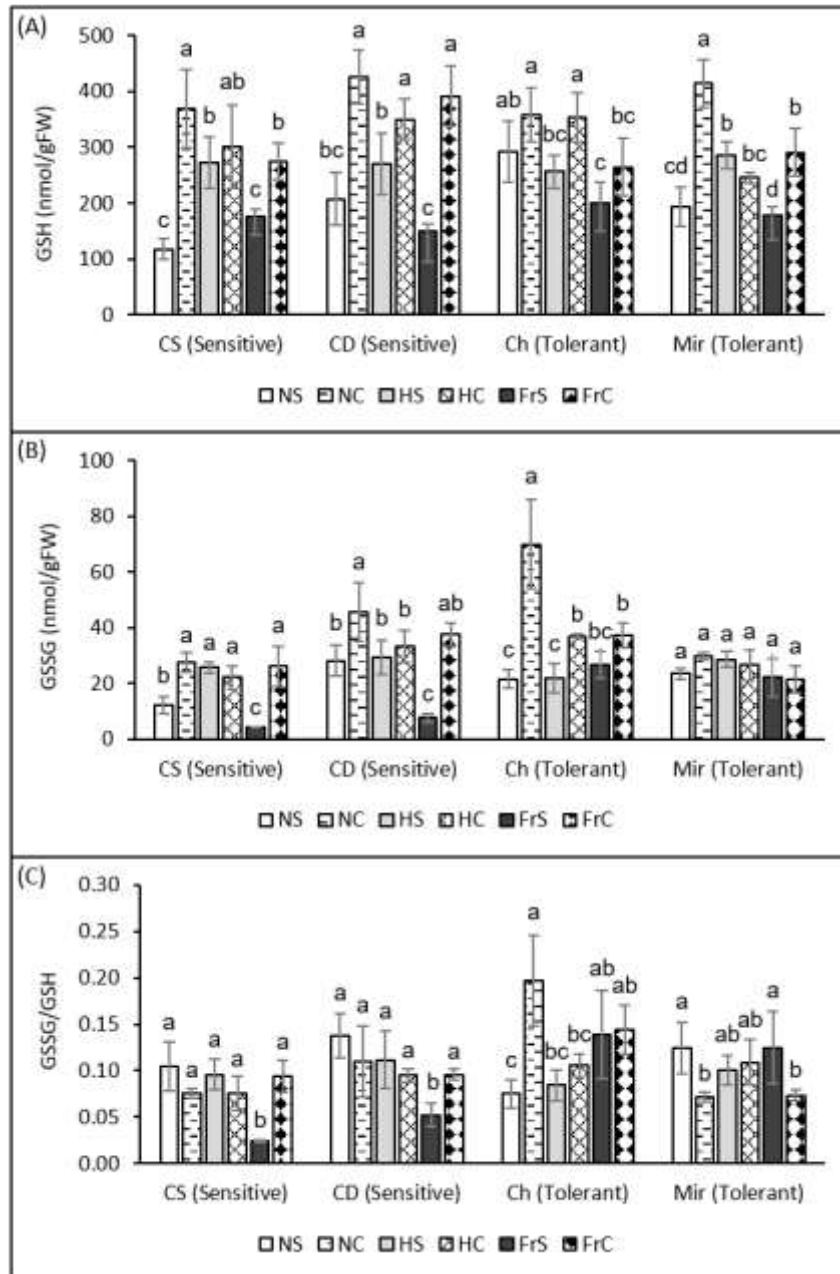 (A)
500
400
300
200
100
0
GSH (nmol/gFW)
c a b ab c b
bc a b a c a
ab a bc a c bc
cd a b bc d b
CS (Sensitive) CD (Sensitive) Ch (Tolerant) Mir (Tolerant)
NS NC HS HC FrS FrC
(B)
100
80
60
40
20
0
GSSG (nmol/gFW)
b a a a c a
b a b b c ab
c a c b bc b
a a a a a a
CS (Sensitive) CD (Sensitive) Ch (Tolerant) Mir (Tolerant)
NS NC HS HC FrS FrC
(C)
0.30
0.25
0.20
0.15
0.10
0.05
0.00
GSSG/GSH
a a a a b a
a a a a b a
c a bc bc ab ab
a b ab ab a b
CS (Sensitive) CD (Sensitive) Ch (Tolerant) Mir (Tolerant)
NS NC HS HC FrS FrC